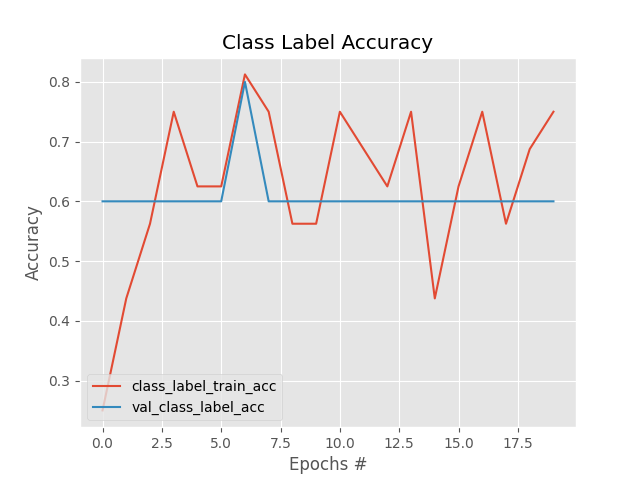 Class Label Accuracy
Accuracy
0.8
0.7
0.6
0.5
0.4
0.3
class_label_train_acc
val_class_label_acc
0.0 2.5 5.0 7.5 10.0 12.5 15.0 17.5
Epochs #